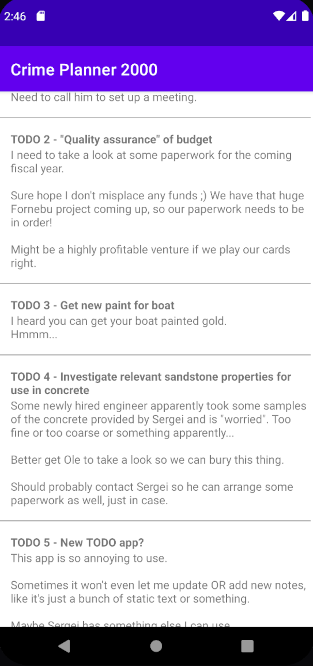 2:46
Crime Planner 2000
Need to call him to set up a meeting.
TODO 2 - "Quality assurance" of budget
I need to take a look at some paperwork for the coming
fiscal year.
Sure hope I don't misplace any funds ;) We have that huge
Fornebu project coming up, so our paperwork needs to be
in order!
Might be a highly profitable venture if we play our cards
right.
TODO 3 - Get new paint for boat
I heard you can get your boat painted gold.
Hmmm...
TODO 4 - Investigate relevant sandstone properties for
use in concrete
Some newly hired engineer apparently took some samples
of the concrete provided by Sergei and is "worried". Too
fine or too coarse or something apparently...
Better get Ole to take a look so we can bury this thing.
Should probably contact Sergei so he can arrange some
paperwork as well, just in case.
TODO 5 - New TODO app?
This app is so annoying to use.
Sometimes it won't even let me update OR add new notes,
like it's just a bunch of static text or something.
Maybe Sergei has something else I can use